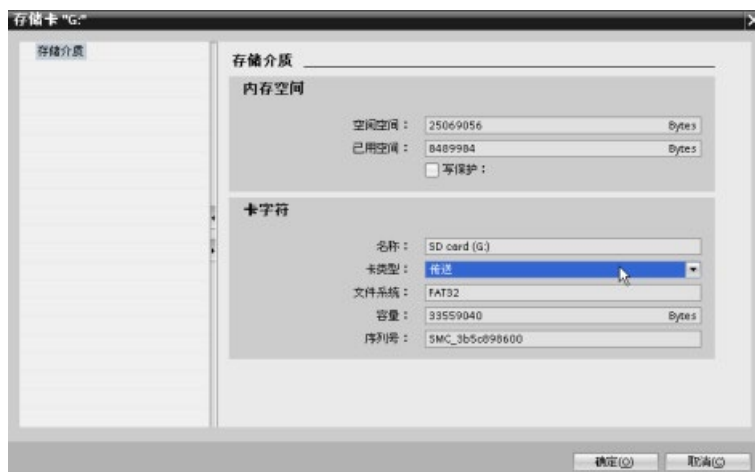 存储卡 "G:"
存储介质
存储介质
内存空间
空闲空间： 25069056 Bytes
已用空间： 8489984 Bytes
写保护：
卡字符
名称： SD card (G:)
卡类型： 传送
文件系统： FAT32
容量： 33559040 Bytes
序列号： SMC_3b5c898600
确定(O) 取消(C)